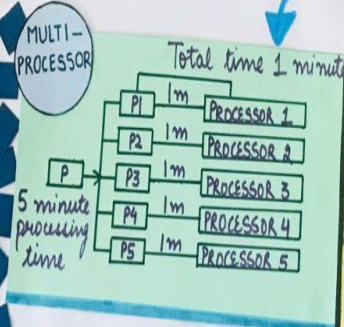 MULTI-
PROCESSOR
Total time 1 minute
P1 1m PROCESSOR 1
P2 1m PROCESSOR 2
P 
P3 1m PROCESSOR 3
5 minute
processing
time
P4 1m PROCESSOR 4
P5 1m PROCESSOR 5